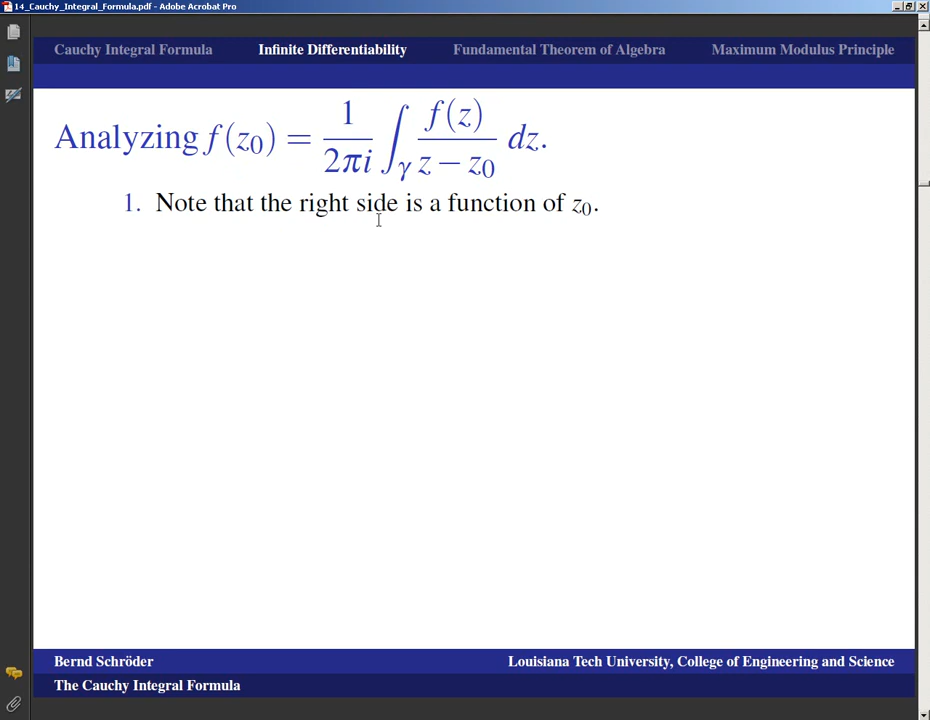 14_Cauchy_Integral_Formula.pdf - Adobe Acrobat Pro
Cauchy Integral Formula Infinite Differentiability Fundamental Theorem of Algebra Maximum Modulus Principle
Analyzing f(z₀) = 1/2πi ∫_γ f(z)/z − z₀ dz.
1. Note that the right side is a function of z₀.
Bernd Schröder Louisiana Tech University, College of Engineering and Science
The Cauchy Integral Formula